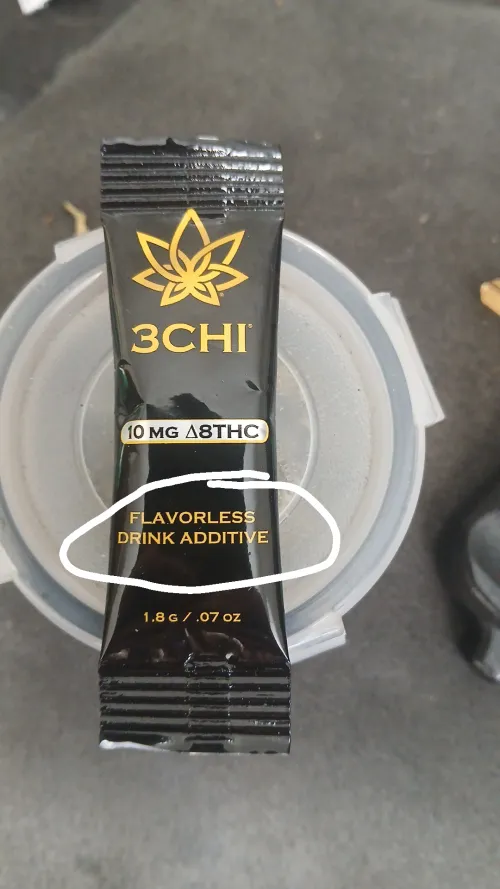 3CHI
10 MG Δ8THC
FLAVORLESS
DRINK ADDITIVE
1.8 G / .07 OZ